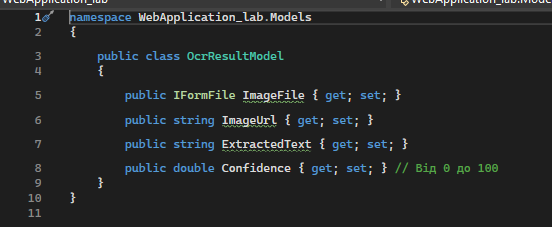 WebApplication_lab
WebApplication_lab.Mode
1 namespace WebApplication_lab.Models
2 {
3 public class OcrResultModel
4 {
5 public IFormFile ImageFile { get; set; }
6 public string ImageUrl { get; set; }
7 public string ExtractedText { get; set; }
8 public double Confidence { get; set; } // Від 0 до 100
9 }
10 }
11